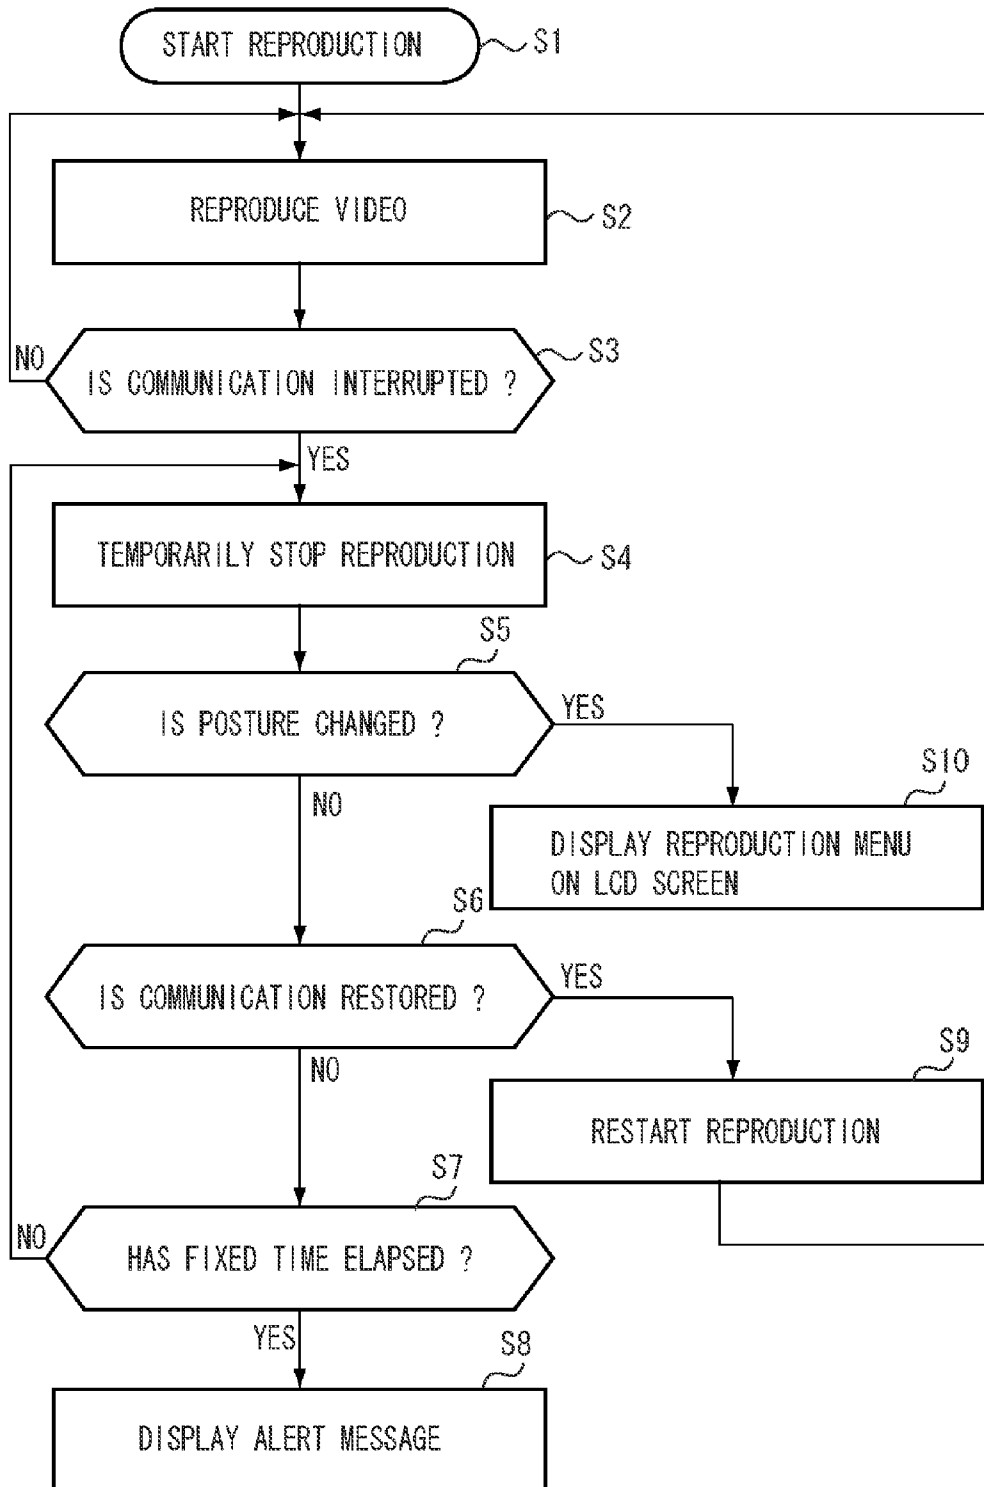 START REPRODUCTION
S1
REPRODUCE VIDEO
S2
NO
IS COMMUNICATION INTERRUPTED ?
S3
YES
TEMPORARILY STOP REPRODUCTION
S4
S5
IS POSTURE CHANGED ?
YES
NO
S10
DISPLAY REPRODUCTION MENU
ON LCD SCREEN
S6
IS COMMUNICATION RESTORED ?
YES
NO
S9
RESTART REPRODUCTION
S7
NO
HAS FIXED TIME ELAPSED ?
YES
S8
DISPLAY ALERT MESSAGE